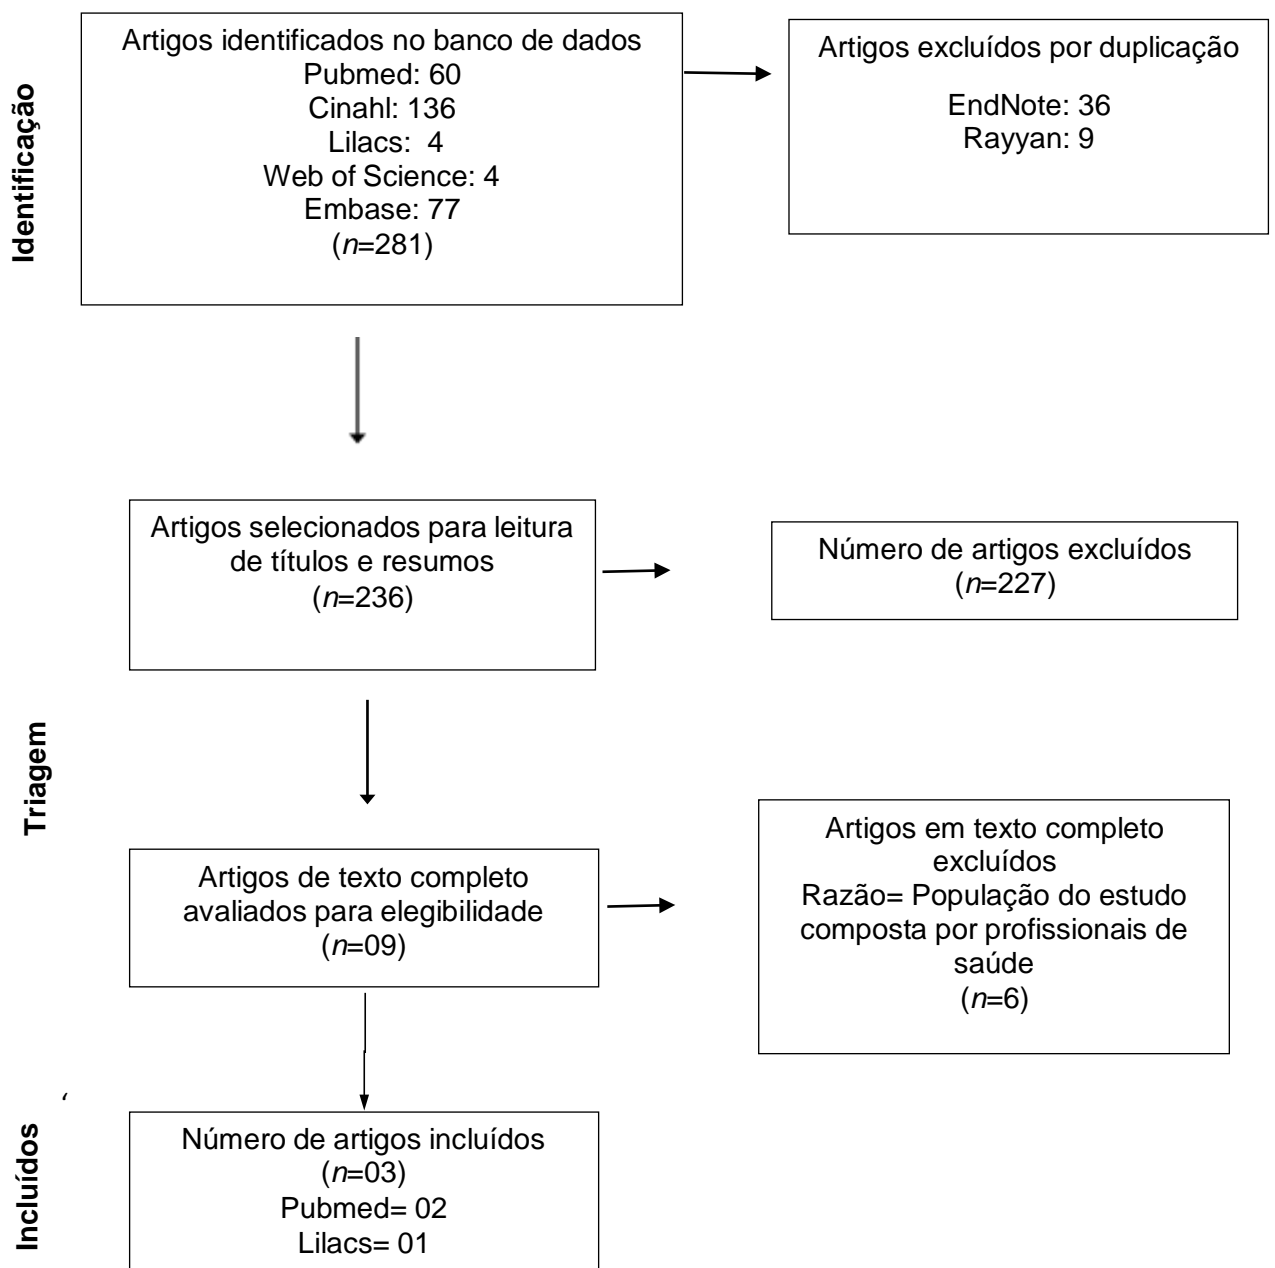 Identificação
Artigos identificados no banco de dados
Pubmed: 60
Cinahl: 136
Lilacs: 4
Web of Science: 4
Embase: 77
(n=281)
Artigos excluídos por duplicação
EndNote: 36
Rayyan: 9
Triagem
Artigos selecionados para leitura
de títulos e resumos
(n=236)
Número de artigos excluídos
(n=227)
Artigos de texto completo
avaliados para elegibilidade
(n=09)
Artigos em texto completo
excluídos
Razão= População do estudo
composta por profissionais de
saúde
(n=6)
‘
Incluídos
Número de artigos incluídos
(n=03)
Pubmed= 02
Lilacs= 01